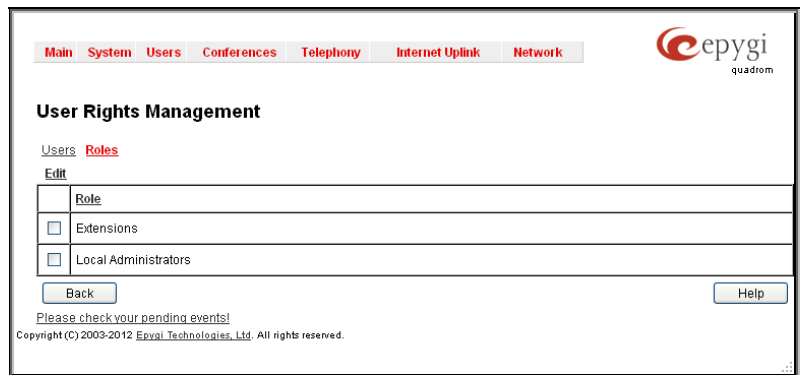 epygi
quadrom
Main System Users Conferences Telephony Internet Uplink Network
User Rights Management
Users Roles
Edit
Role
Extensions
Local Administrators
Back Help
Please check your pending events!
Copyright (C) 2003-2012 Epygi Technologies, Ltd. All rights reserved.